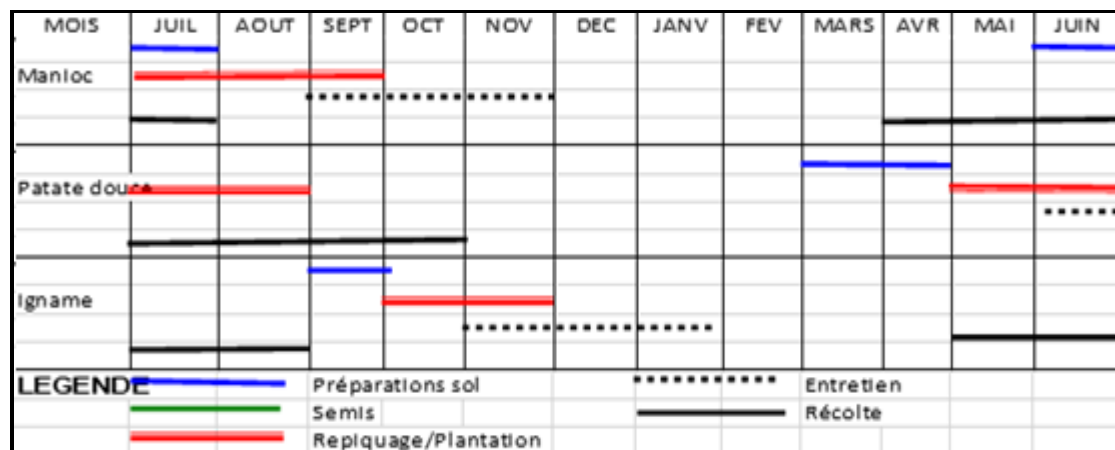 MOIS JUIL AOUT SEPT OCT NOV DEC JANV FEV MARS AVR MAI JUIN
Manioc
Patate douce
Igname
LEGENDE Préparations sol Entretien
Semis Récolte
Repiquage/Plantation